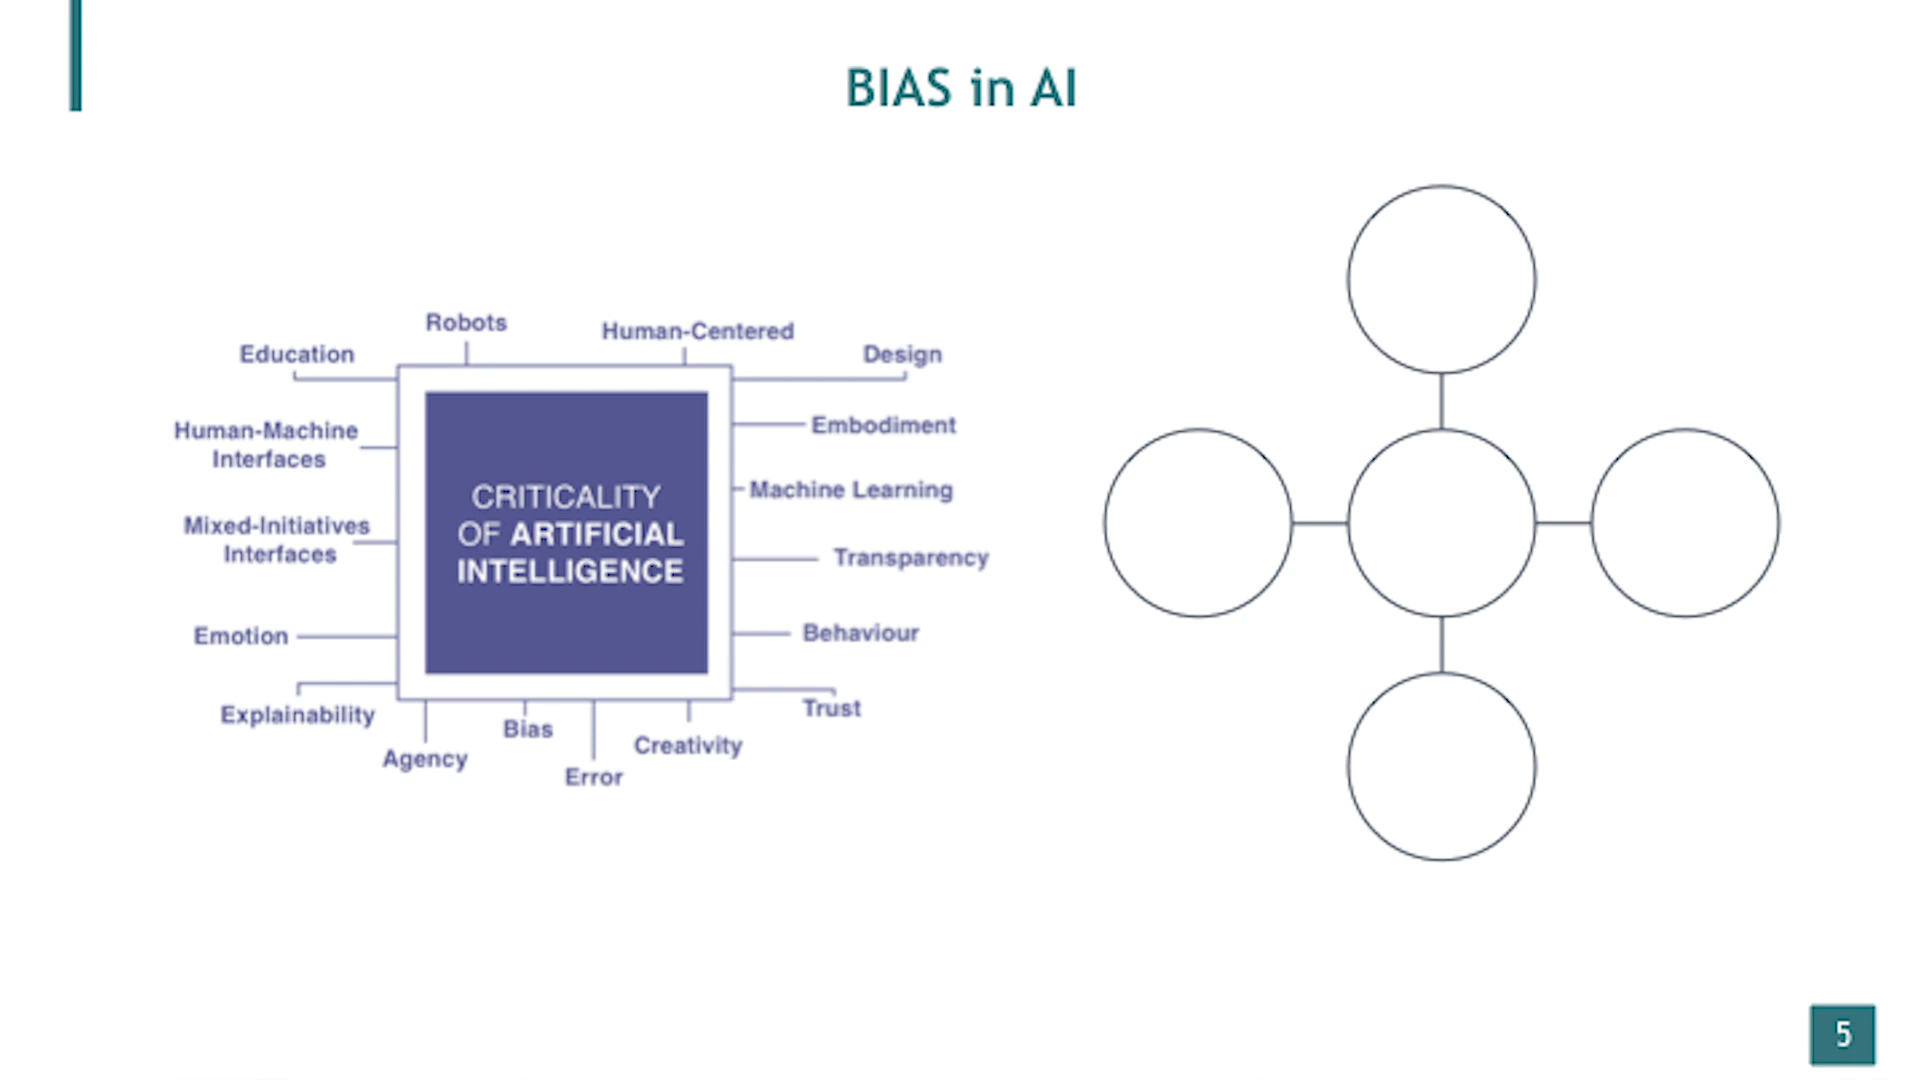 BIAS in AI
Robots
Human-Centered
Education
Design
Human-Machine
Interfaces
Embodiment
Machine Learning
CRITICALITY
OF ARTIFICIAL
INTELLIGENCE
Mixed-Initiatives
Interfaces
Transparency
Emotion
Behaviour
Explainability
Trust
Agency
Bias
Error
Creativity
5